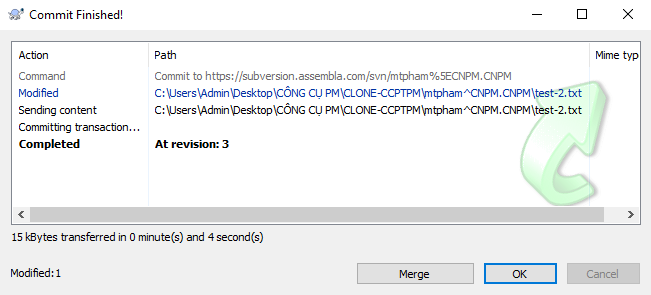 Commit Finished!
Action Path Mime typ
Command Commit to https://subversion.assembla.com/svn/mtpham%5ECNPM.CNPM
Modified C:\Users\Admin\Desktop\CÔNG CỤ PM\CLONE-CCPTPM\mtpham^CNPM.CNPM\test-2.txt
Sending content C:\Users\Admin\Desktop\CÔNG CỤ PM\CLONE-CCPTPM\mtpham^CNPM.CNPM\test-2.txt
Committing transaction...
Completed At revision: 3
15 kBytes transferred in 0 minute(s) and 4 second(s)
Modified:1 Merge OK Cancel